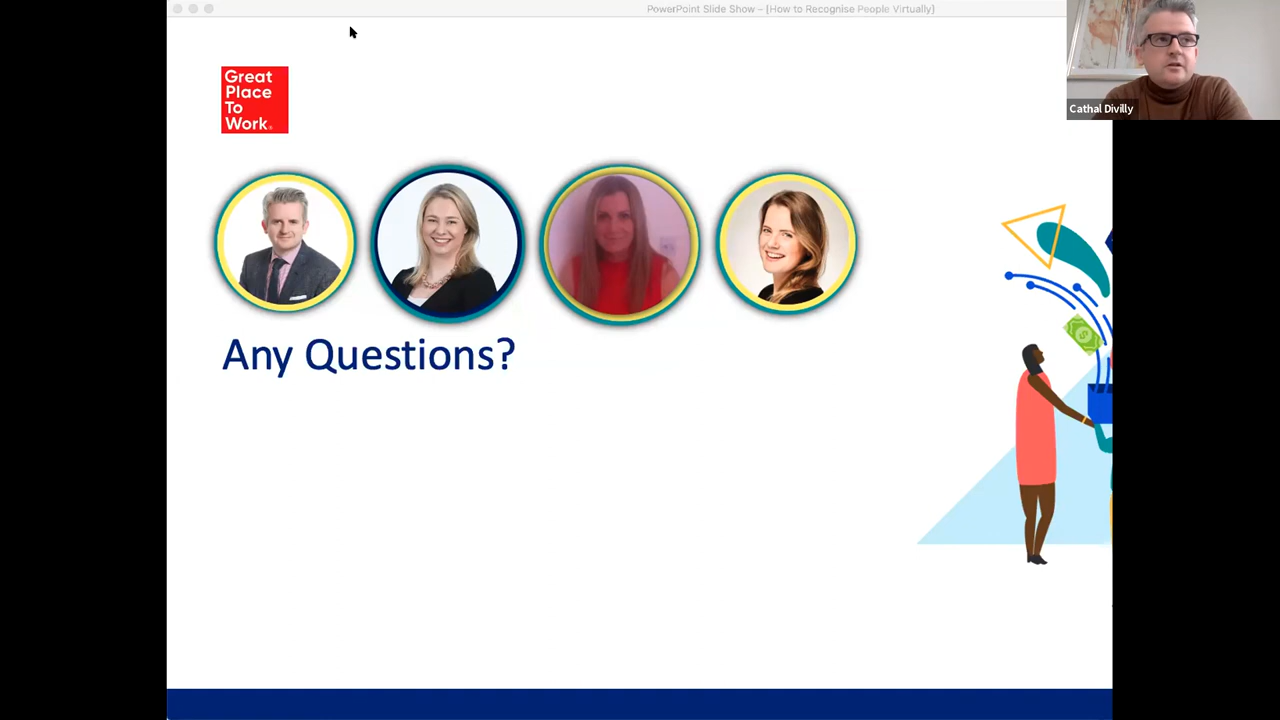 PowerPoint Slide Show – [How to Recognise People Virtually]
Great
Place
To
Work®
Cathal Divilly
Any Questions?